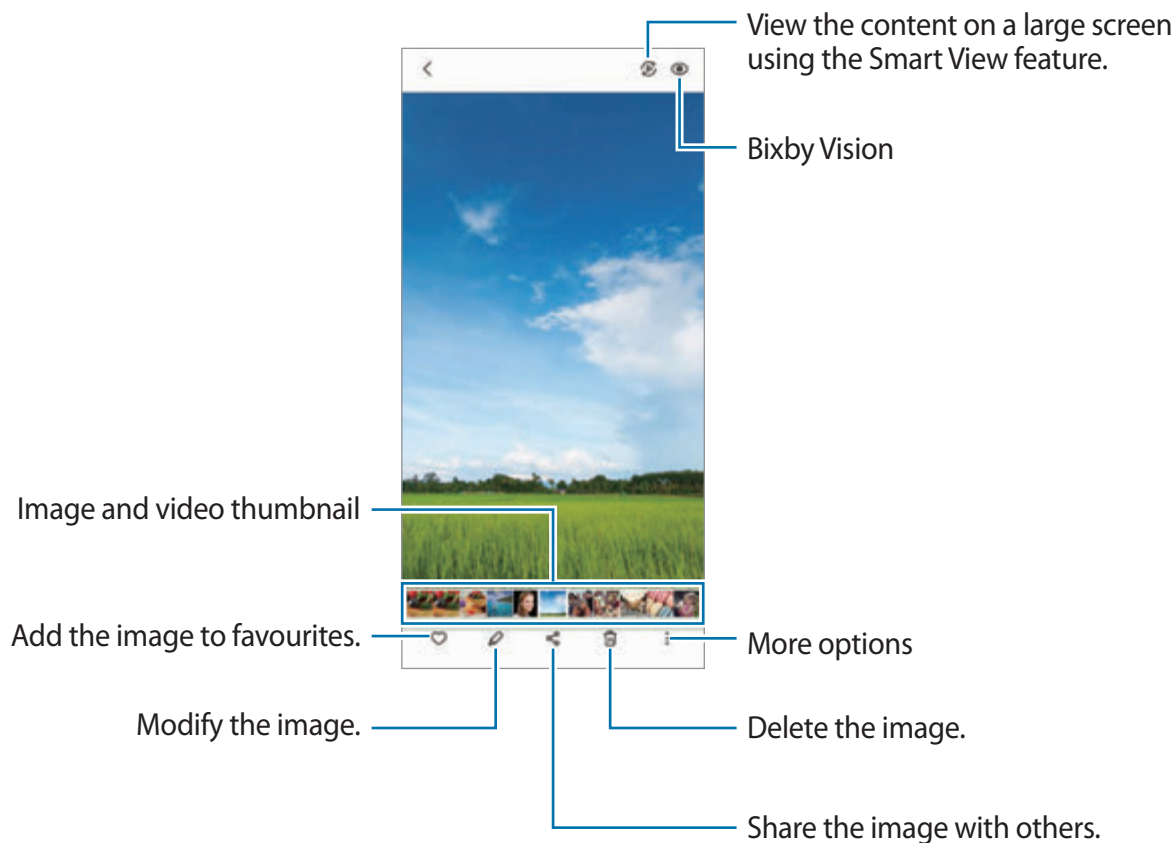 View the content on a large screen
using the Smart View feature.
Bixby Vision
Image and video thumbnail
Add the image to favourites.
More options
Modify the image.
Delete the image.
Share the image with others.